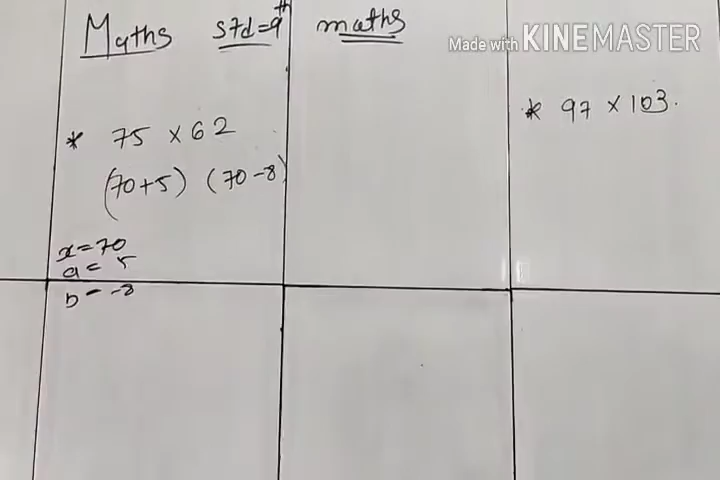 Maths std=9th maths
Made with KINEMASTER
* 75 × 62
(70+5) (70-8)
x=70
a= 5
b= -8
* 97 × 103.